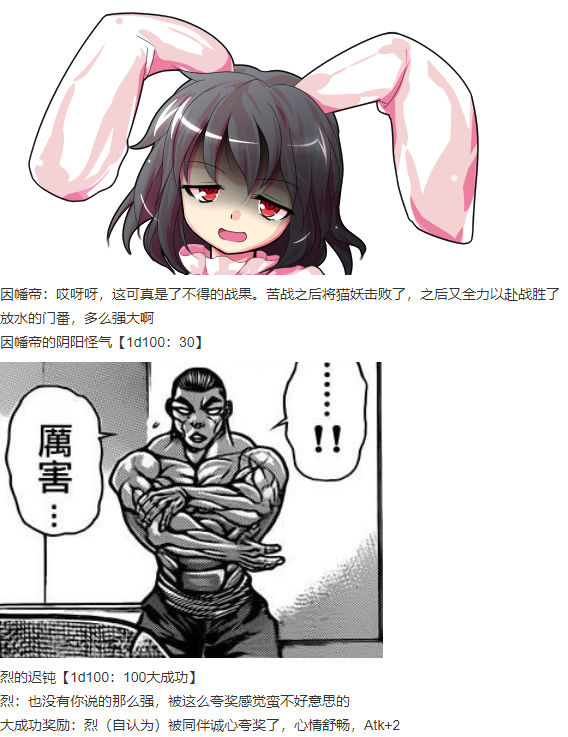 因幡帝：哎呀呀，这可真是了不得的战果。苦战之后将猫妖击败了，之后又全力以赴战胜了
放水的门番，多么强大啊
因幡帝的阴阳怪气【1d100：30】
……!!
厲害…
烈的迟钝【1d100：100大成功】
烈：也没有你说的那么强，被这么夸奖感觉蛮不好意思的
大成功奖励：烈（自认为）被同伴诚心夸奖了，心情舒畅，Atk+2